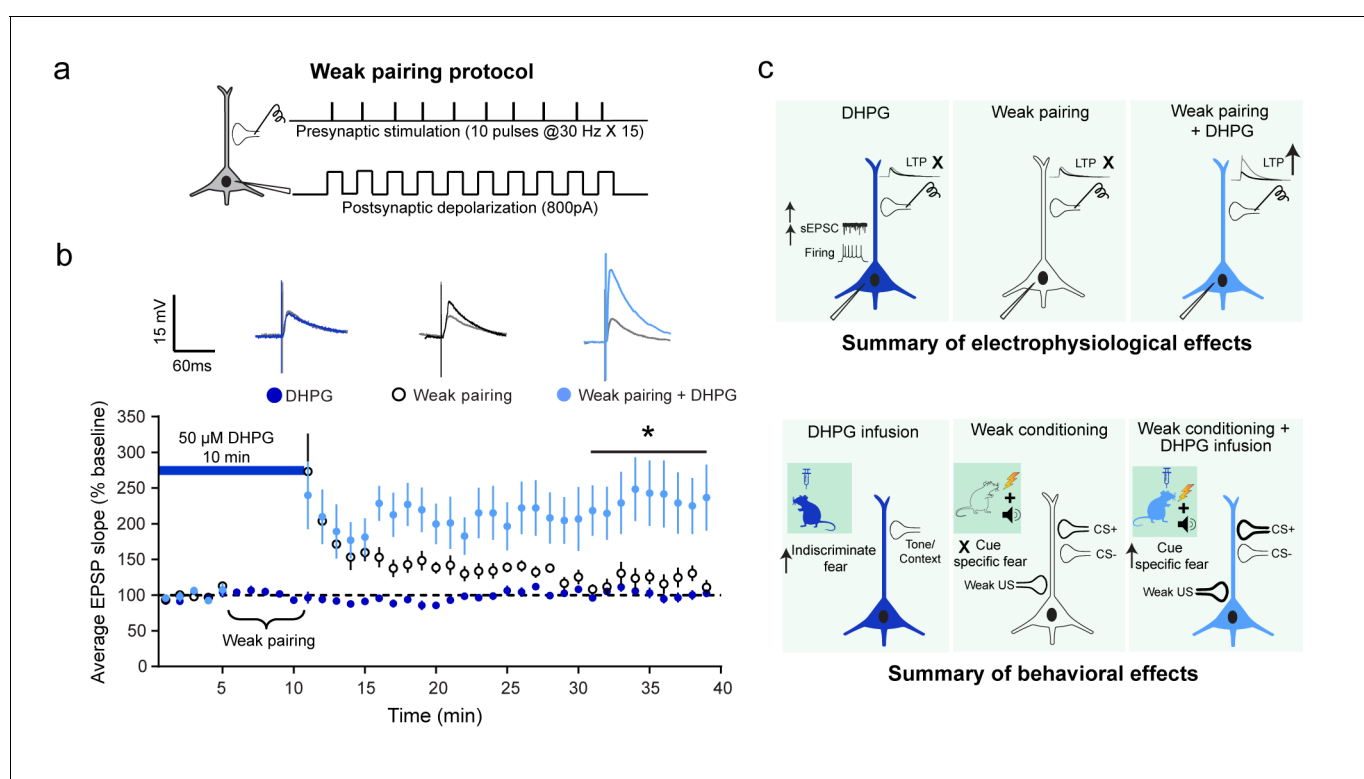 a
Weak pairing protocol
Presynaptic stimulation (10 pulses @30 Hz X 15)
Postsynaptic depolarization (800pA)
b
15 mV
60ms
DHPG
Weak pairing
Weak pairing + DHPG
Average EPSP slope (% baseline)
350
300
250
200
150
100
50
0
50 µM DHPG
10 min
*
Weak pairing
5
10
15
20
25
30
35
40
Time (min)
c
DHPG
LTP X
sEPSC
Firing
Weak pairing
LTP X
Weak pairing
+ DHPG
LTP
Summary of electrophysiological effects
DHPG infusion
Indiscriminate
fear
Tone/
Context
Weak conditioning
+
X Cue
specific fear
CS+
CS-
Weak US
Weak conditioning +
DHPG infusion
+
Cue
specific fear
CS+
CS-
Weak US
Summary of behavioral effects